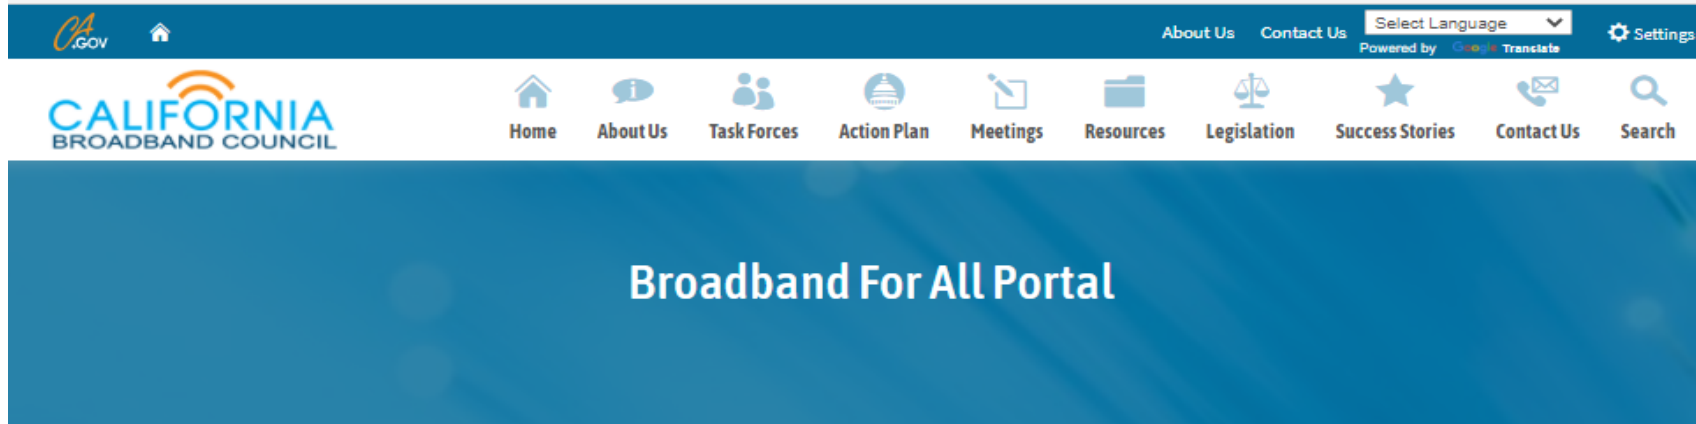 CA.GOV
About Us Contact Us Select Language Settings
Powered by Google Translate
CALIFORNIA
BROADBAND COUNCIL
Home About Us Task Forces Action Plan Meetings Resources Legislation Success Stories Contact Us Search
Broadband For All Portal